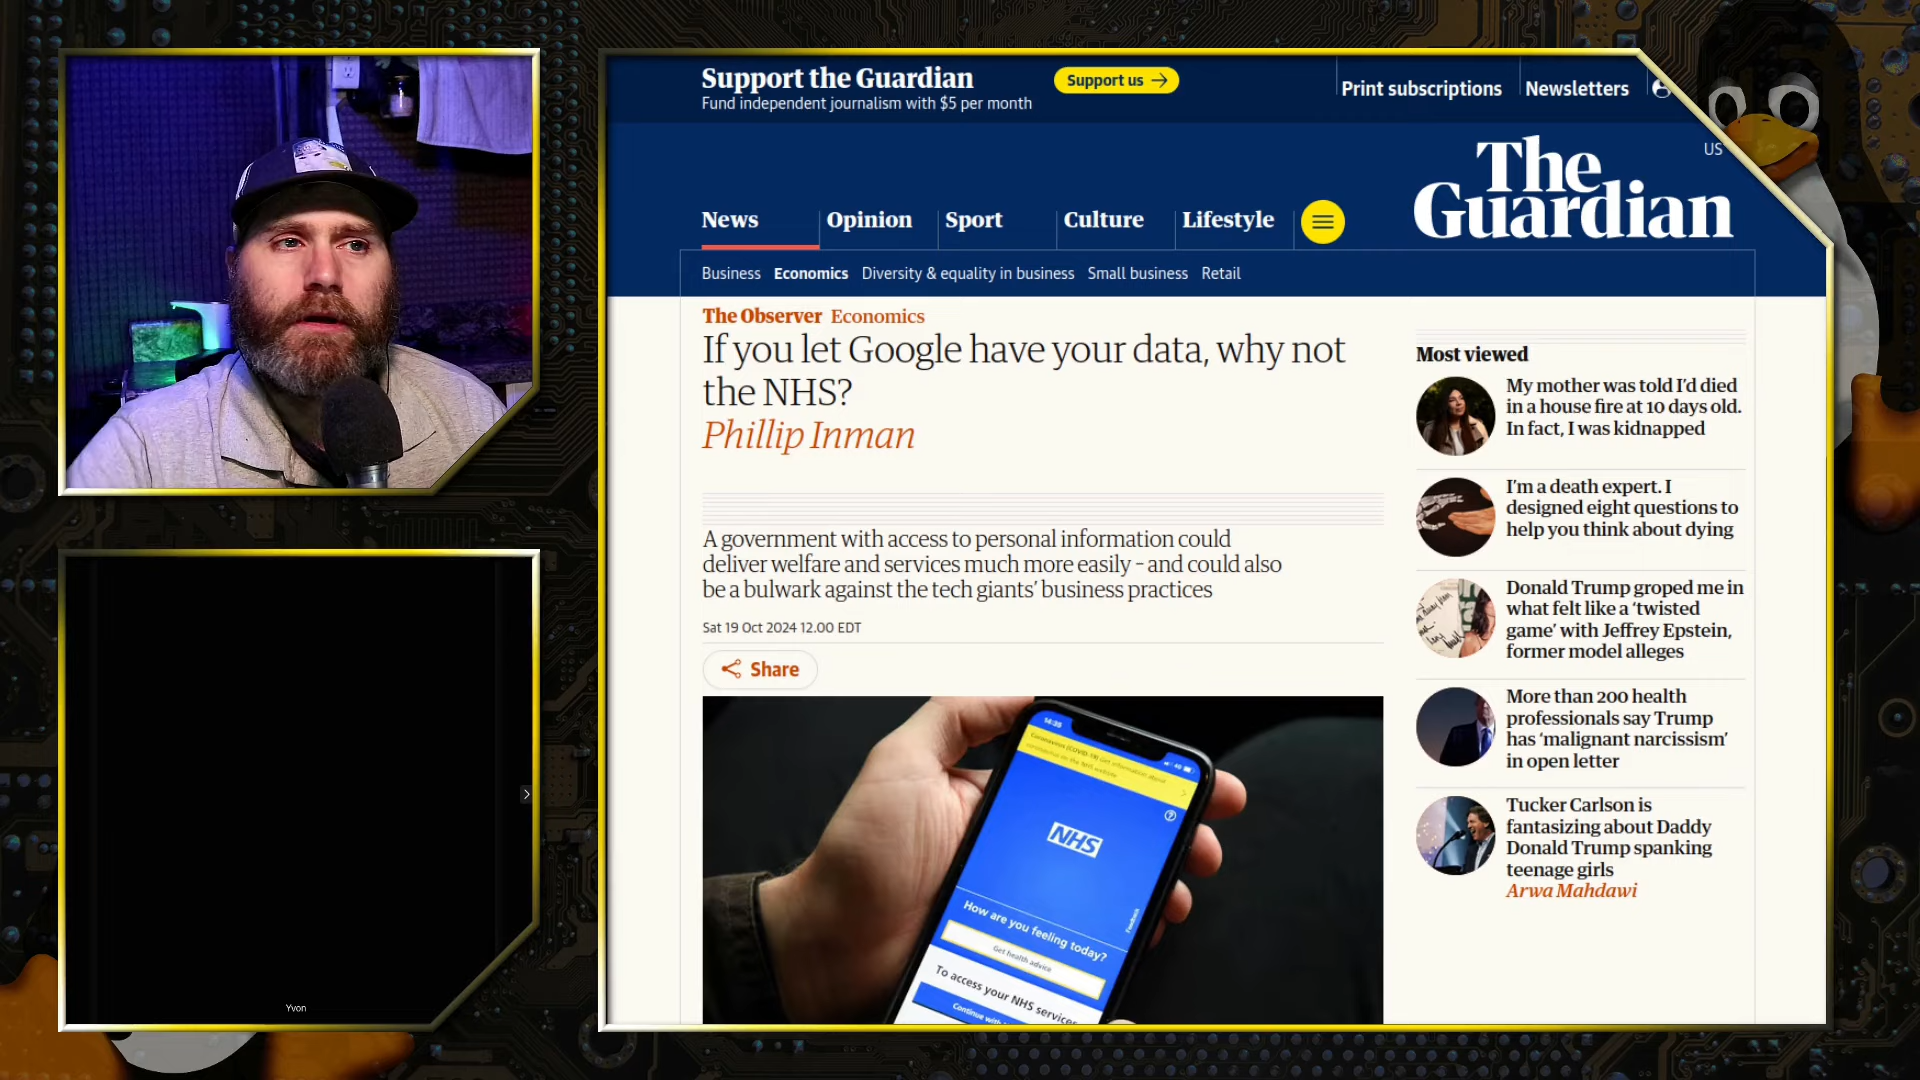 Support the Guardian
Fund independent journalism with $5 per month
Support us
Print subscriptions
Newsletters
US
The
Guardian
News
Opinion
Sport
Culture
Lifestyle
Business Economics Diversity & equality in business Small business Retail
The Observer Economics
If you let Google have your data, why not
the NHS?
Phillip Inman
A government with access to personal information could
deliver welfare and services much more easily – and could also
be a bulwark against the tech giants’ business practices
Sat 19 Oct 2024 12.00 EDT
Share
NHS
How are you feeling today?
Get health advice
To access your NHS services
Feedback
Most viewed
My mother was told I’d died
in a house fire at 10 days old.
In fact, I was kidnapped
I’m a death expert. I
designed eight questions to
help you think about dying
Donald Trump groped me in
what felt like a ‘twisted
game’ with Jeffrey Epstein,
former model alleges
More than 200 health
professionals say Trump
has ‘malignant narcissism’
in open letter
Tucker Carlson is
fantasizing about Daddy
Donald Trump spanking
teenage girls
Arwa Mahdawi
Yvon